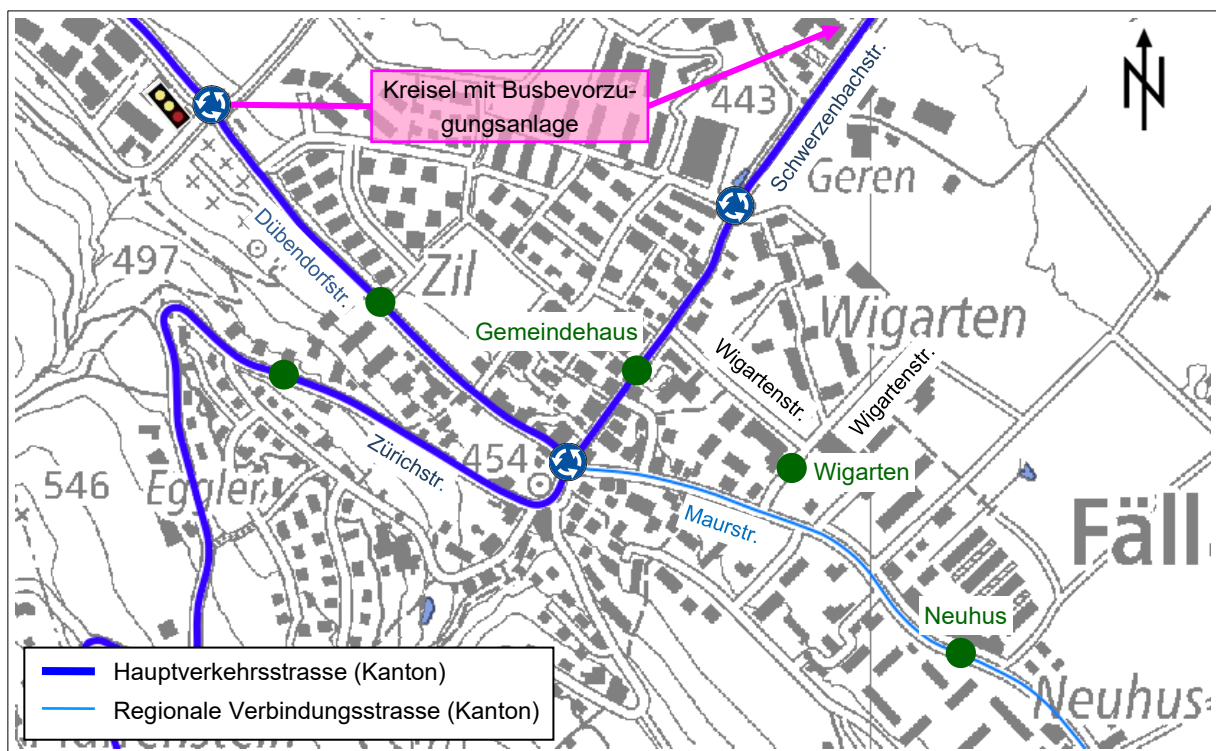 Kreisel mit Busbevorzu-
gungsanlage
N
443
Schwerzenbachstr.
Geren
497
Dübendorfstr.
Zil
Gemeindehaus
Wigarten
Wigartenstr.
Wigartenstr.
454
Zürichstr.
546
Eggler
Wigarten
Maurstr.
Fäll
Neuhus
Neuhus
Hauptverkehrsstrasse (Kanton)
Regionale Verbindungsstrasse (Kanton)